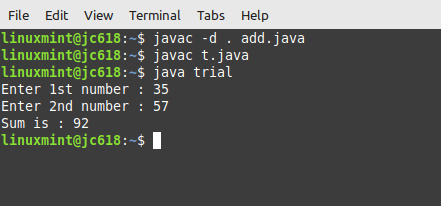 File Edit View Terminal Tabs Help
linuxmint@jc618:~$ javac -d . add.java
linuxmint@jc618:~$ javac t.java
linuxmint@jc618:~$ java trial
Enter 1st number : 35
Enter 2nd number : 57
Sum is : 92
linuxmint@jc618:~$